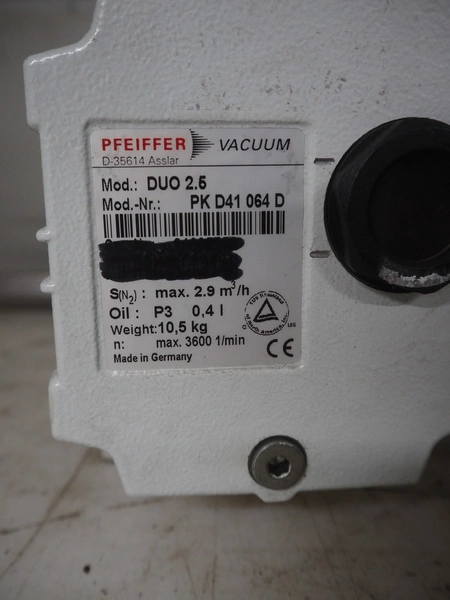 PFEIFFER VACUUM
D-35614 Asslar
Mod.: DUO 2.5
Mod.-Nr.: PK D41 064 D
S(N₂) : max. 2.9 m³/h
Oil : P3 0,4 l
Weight: 10,5 kg
n: max. 3600 1/min
Made in Germany
CE